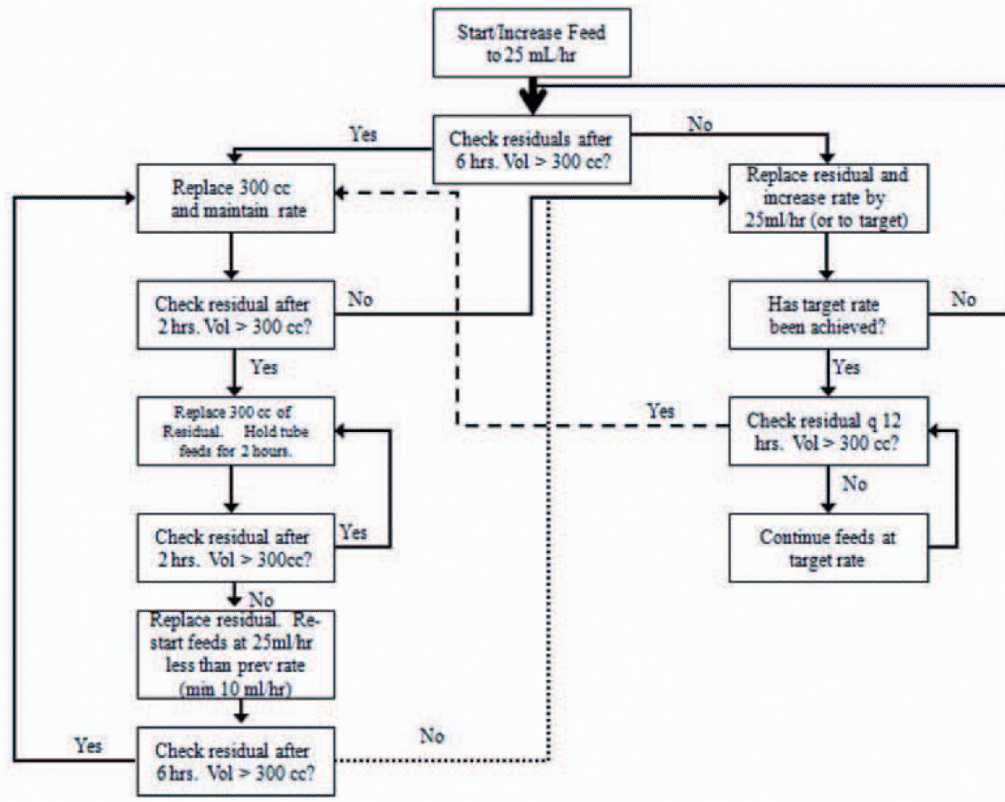 Start/Increase Feed
to 25 mL/hr
Yes
Check residuals after
6 hrs. Vol > 300 cc?
No
Replace 300 cc
and maintain rate
Replace residual and
increase rate by
25ml/hr (or to target)
Check residual after
2 hrs. Vol > 300 cc?
No
Has target rate
been achieved?
No
Yes
Yes
Replace 300 cc of
Residual. Hold tube
feeds for 2 hours.
Yes
Check residual q 12
hrs. Vol > 300 cc?
No
Check residual after
2 hrs. Vol > 300cc?
Yes
Continue feeds at
target rate
No
Replace residual. Re-
start feeds at 25ml/hr
less than prev rate
(min 10 ml/hr)
Yes
Check residual after
6 hrs. Vol > 300 cc?
No